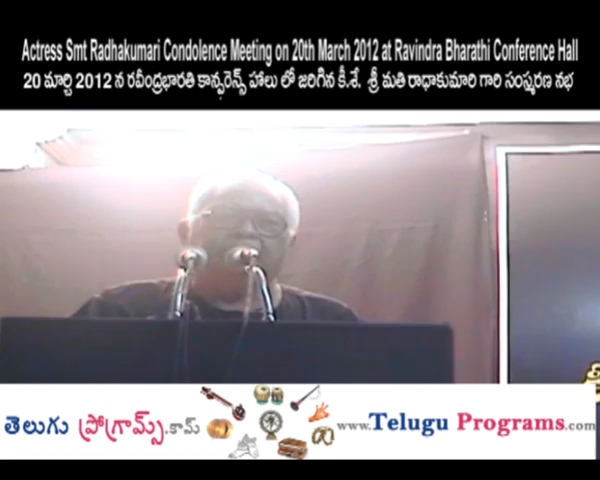 Actress Smt Radhakumari Condolence Meeting on 20th March 2012 at Ravindra Bharathi Conference Hall
20 మార్చి 2012 న రవీంద్రభారతి కాన్ఫరెన్స్ హాలు లో జరిగిన కీ.శే. శ్రీ మతి రాధాకుమారి గారి సంస్మరణ సభ
తెలుగు ప్రోగ్రామ్స్.కామ్ www.Telugu Programs.com